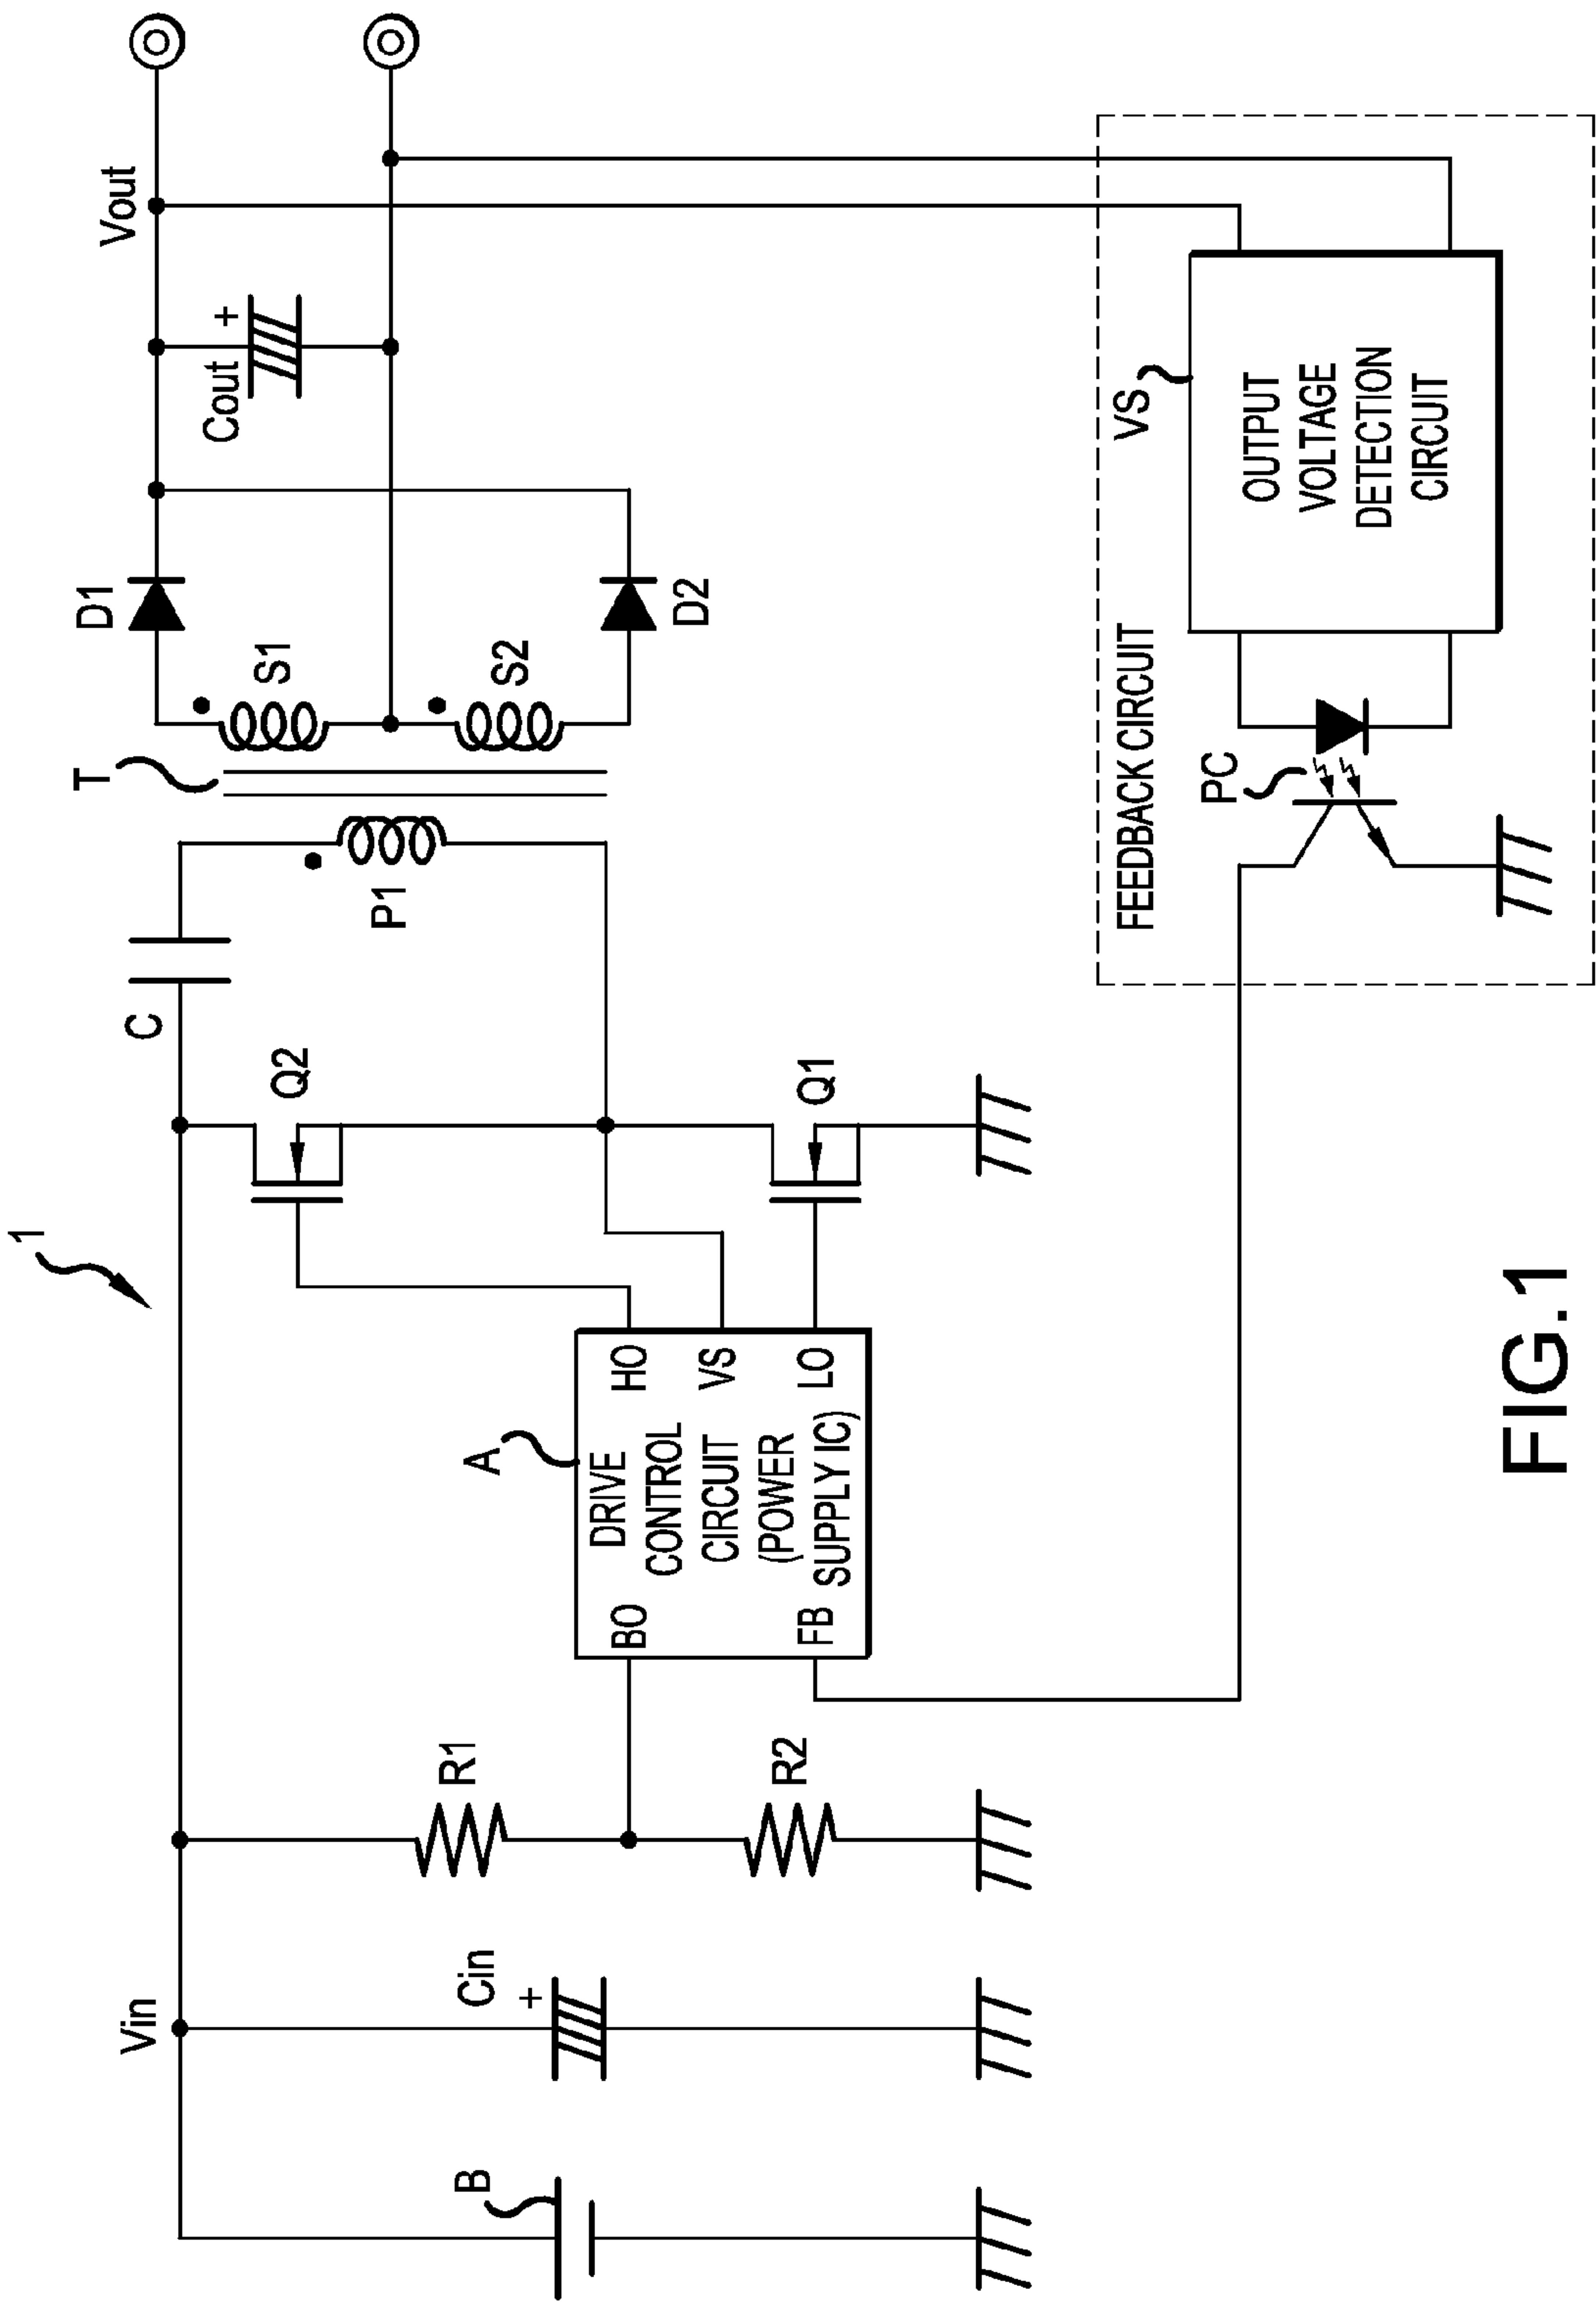 1
Vin
B
Cin
+
R1
R2
A
BO
FB
DRIVE
CONTROL
CIRCUIT
(POWER
SUPPLY IC)
HO
VS
LO
Q2
Q1
C
P1
T
S1
S2
D1
D2
Cout
+
Vout
FEEDBACK CIRCUIT
PC
VS
OUTPUT
VOLTAGE
DETECTION
CIRCUIT
FIG.1